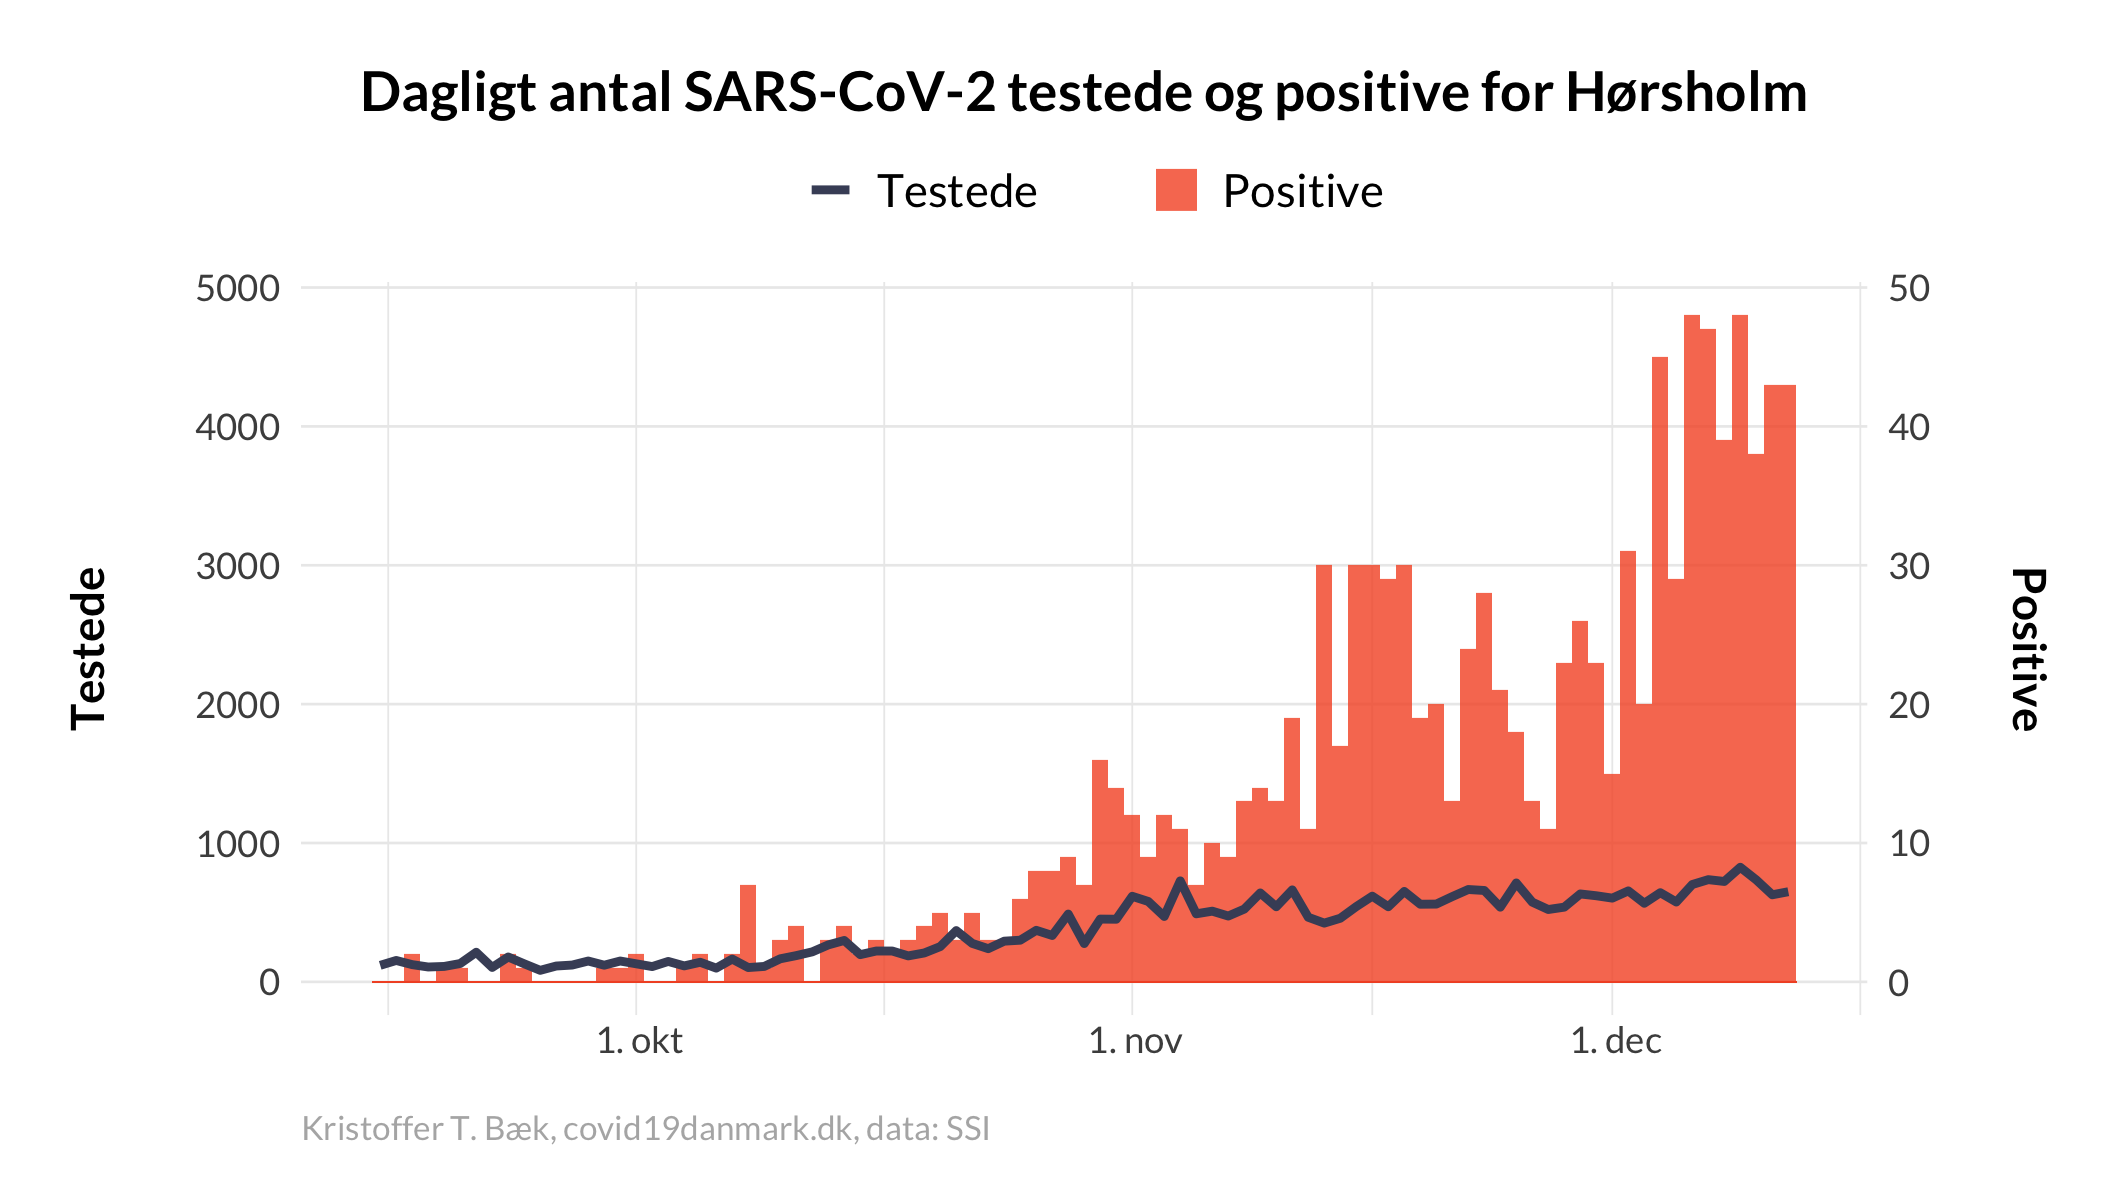 Dagligt antal SARS-CoV-2 testede og positive for Hørsholm
Testede Positive
5000 50
4000 40
3000 30
2000 20
1000 10
0 0
Testede
Positive
1. okt 1. nov 1. dec
Kristoffer T. Bæk, covid19danmark.dk, data: SSI